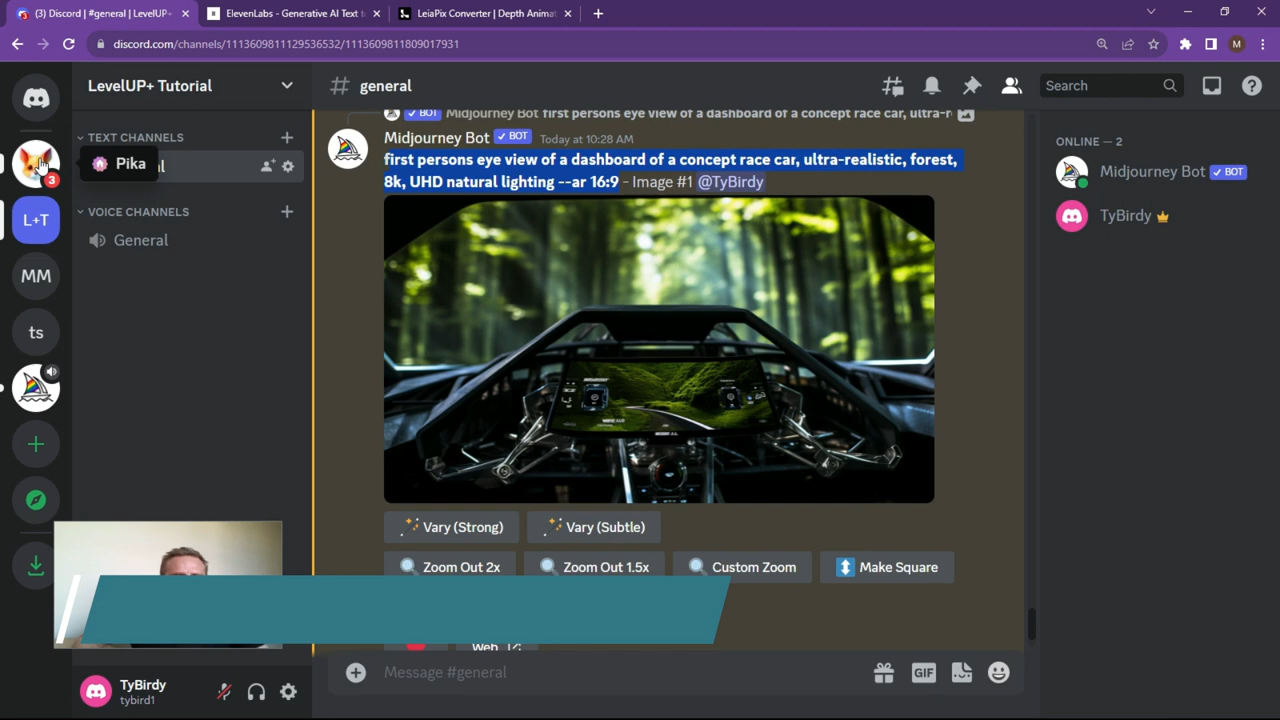 (3) Discord | #general | LevelUP+
ElevenLabs - Generative AI Text t
LeiaPix Converter | Depth Animat
discord.com/channels/1113609811129536532/1113609811809017931
M
LevelUP+ Tutorial
general
Search
TEXT CHANNELS
Pika
al
3
L+T
VOICE CHANNELS
General
MM
ts
BOT Midjourney Bot first persons eye view of a dashboard of a concept race car, ultra-r
Midjourney Bot BOT Today at 10:28 AM
first persons eye view of a dashboard of a concept race car, ultra-realistic, forest,
8k, UHD natural lighting --ar 16:9 - Image #1 @TyBirdy
Vary (Strong)
Vary (Subtle)
Zoom Out 2x
Zoom Out 1.5x
Custom Zoom
Make Square
Web
Message #general
GIF
TyBirdy
tybird1
ONLINE — 2
Midjourney Bot BOT
TyBirdy